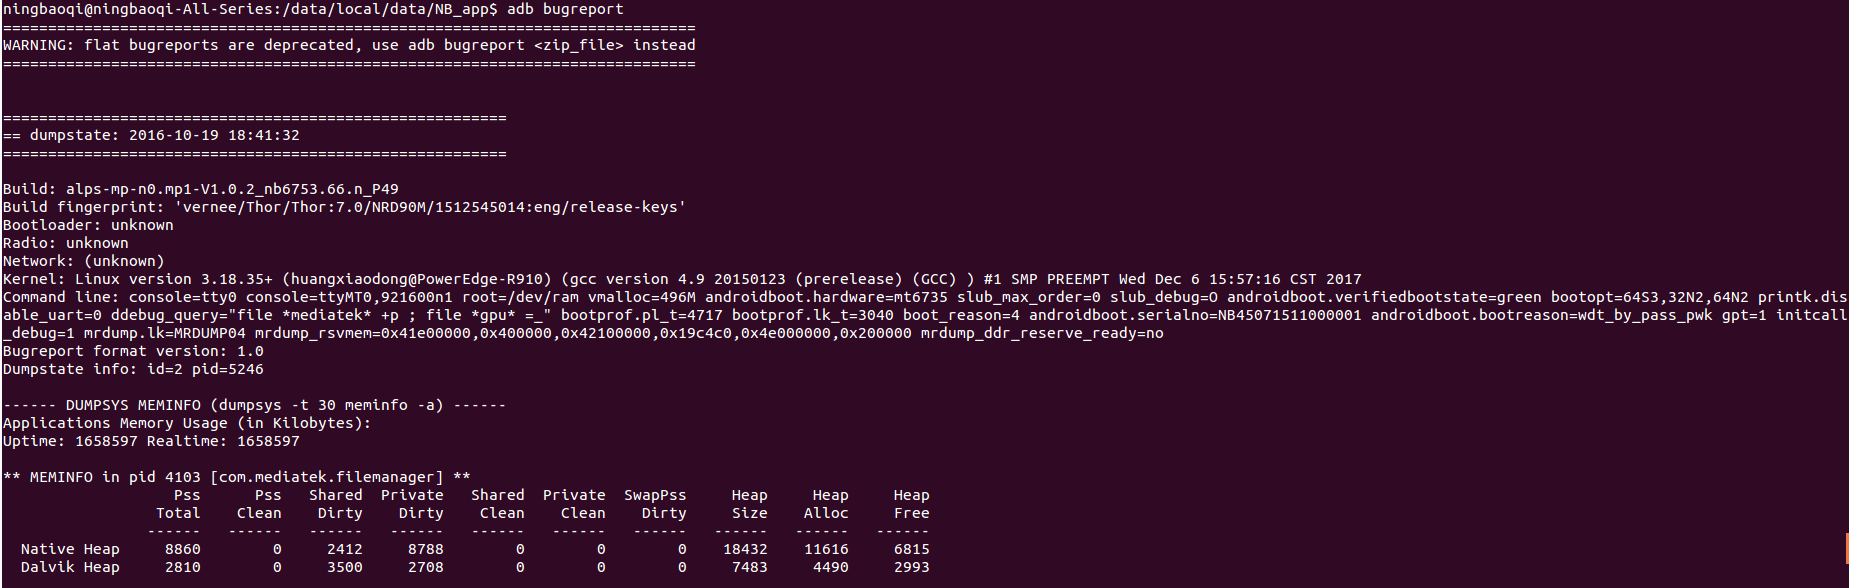 ningbaoqi@ningbaoqi-All-Series:/data/local/data/NB_app$ adb bugreport
=============================================================================
WARNING: flat bugreports are deprecated, use adb bugreport <zip_file> instead
=============================================================================
========================================================
== dumpstate: 2016-10-19 18:41:32
========================================================
Build: alps-mp-n0.mp1-V1.0.2_nb6753.66.n_P49
Build fingerprint: 'vernee/Thor/Thor:7.0/NRD90M/1512545014:eng/release-keys'
Bootloader: unknown
Radio: unknown
Network: (unknown)
Kernel: Linux version 3.18.35+ (huangxiaodong@PowerEdge-R910) (gcc version 4.9 20150123 (prerelease) (GCC) ) #1 SMP PREEMPT Wed Dec 6 15:57:16 CST 2017
Command line: console=tty0 console=ttyMT0,921600n1 root=/dev/ram vmalloc=496M androidboot.hardware=mt6735 slub_max_order=0 slub_debug=O androidboot.verifiedbootstate=green bootopt=64S3,32N2,64N2 printk.dis
able_uart=0 ddebug_query="file *mediatek* +p ; file *gpu* =_" bootprof.pl_t=4717 bootprof.lk_t=3040 boot_reason=4 androidboot.serialno=NB45071511000001 androidboot.bootreason=wdt_by_pass_pwk gpt=1 initcall
_debug=1 mrdump.lk=MRDUMP04 mrdump_rsvmem=0x41e00000,0x400000,0x42100000,0x19c4c0,0x4e000000,0x200000 mrdump_ddr_reserve_ready=no
Bugreport format version: 1.0
Dumpstate info: id=2 pid=5246
------ DUMPSYS MEMINFO (dumpsys -t 30 meminfo -a) ------
Applications Memory Usage (in Kilobytes):
Uptime: 1658597 Realtime: 1658597
** MEMINFO in pid 4103 [com.mediatek.filemanager] **
Pss Pss Shared Private Shared Private SwapPss Heap Heap Heap
Total Clean Dirty Dirty Clean Clean Dirty Size Alloc Free
------ ------ ------ ------ ------ ------ ------ ------ ------ ------
Native Heap 8860 0 2412 8788 0 0 0 18432 11616 6815
Dalvik Heap 2810 0 3500 2708 0 0 0 7483 4490 2993